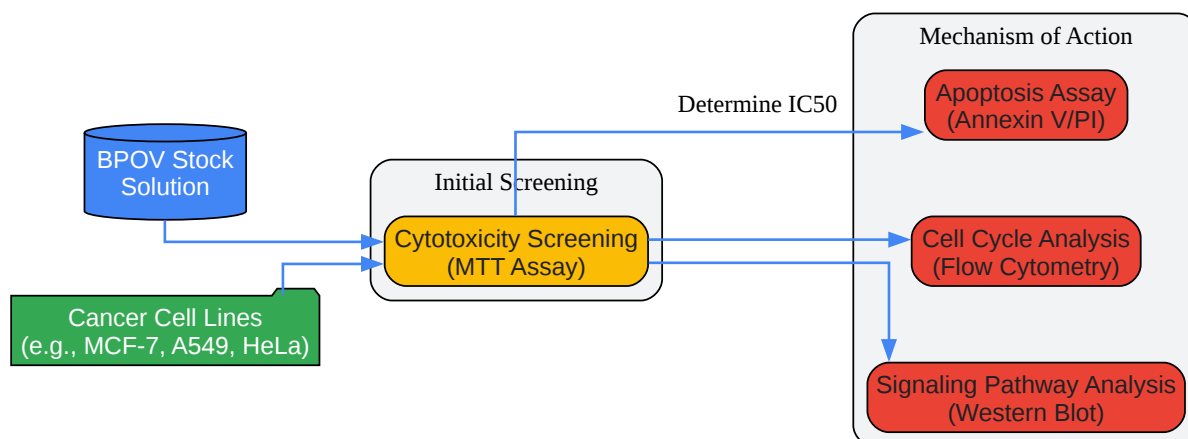 BPOV Stock
Solution
Cancer Cell Lines
(e.g., MCF-7, A549, HeLa)
Initial Screening
Cytotoxicity Screening
(MTT Assay)
Determine IC50
Mechanism of Action
Apoptosis Assay
(Annexin V/PI)
Cell Cycle Analysis
(Flow Cytometry)
Signaling Pathway Analysis
(Western Blot)